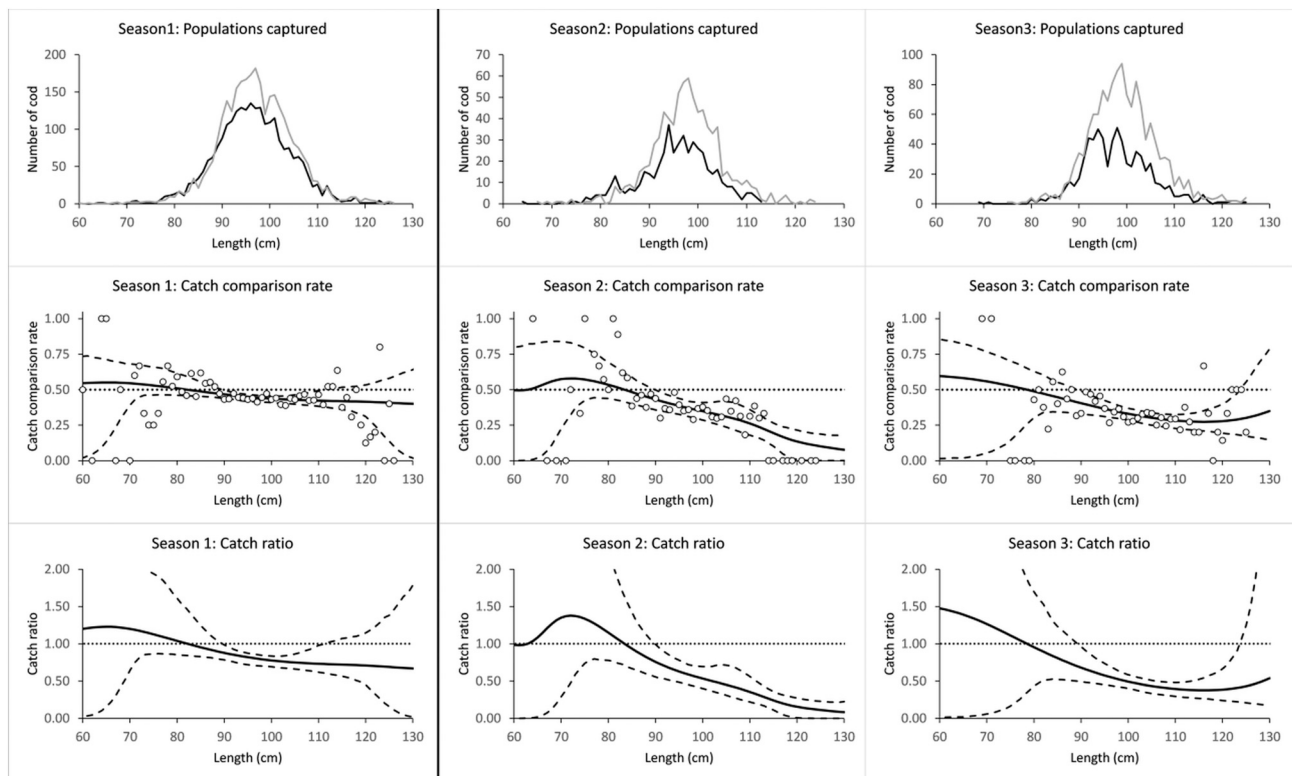 Season1: Populations captured
Number of cod
200
150
100
50
0
60 70 80 90 100 110 120 130
Length (cm)
Season2: Populations captured
Number of cod
70
60
50
40
30
20
10
0
60 70 80 90 100 110 120 130
Length (cm)
Season3: Populations captured
Number of cod
100
80
60
40
20
0
60 70 80 90 100 110 120 130
Length (cm)
Season 1: Catch comparison rate
Catch comparison rate
1.00
0.75
0.50
0.25
0.00
60 70 80 90 100 110 120 130
Length (cm)
Season 2: Catch comparison rate
Catch comparison rate
1.00
0.75
0.50
0.25
0.00
60 70 80 90 100 110 120 130
Length (cm)
Season 3: Catch comparison rate
Catch comparison rate
1.00
0.75
0.50
0.25
0.00
60 70 80 90 100 110 120 130
Length (cm)
Season 1: Catch ratio
Catch ratio
2.00
1.50
1.00
0.50
0.00
60 70 80 90 100 110 120 130
Length (cm)
Season 2: Catch ratio
Catch ratio
2.00
1.50
1.00
0.50
0.00
60 70 80 90 100 110 120 130
Length (cm)
Season 3: Catch ratio
Catch ratio
2.00
1.50
1.00
0.50
0.00
60 70 80 90 100 110 120 130
Length (cm)